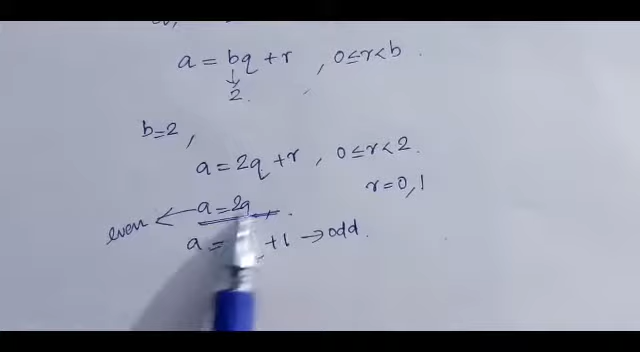 a = bq + r , 0 ≤ r < b .
↓
2.
b = 2 ,
a = 2q + r , 0 ≤ r < 2 .
r = 0, 1
even ← a = 2q .
a = + 1 → odd .